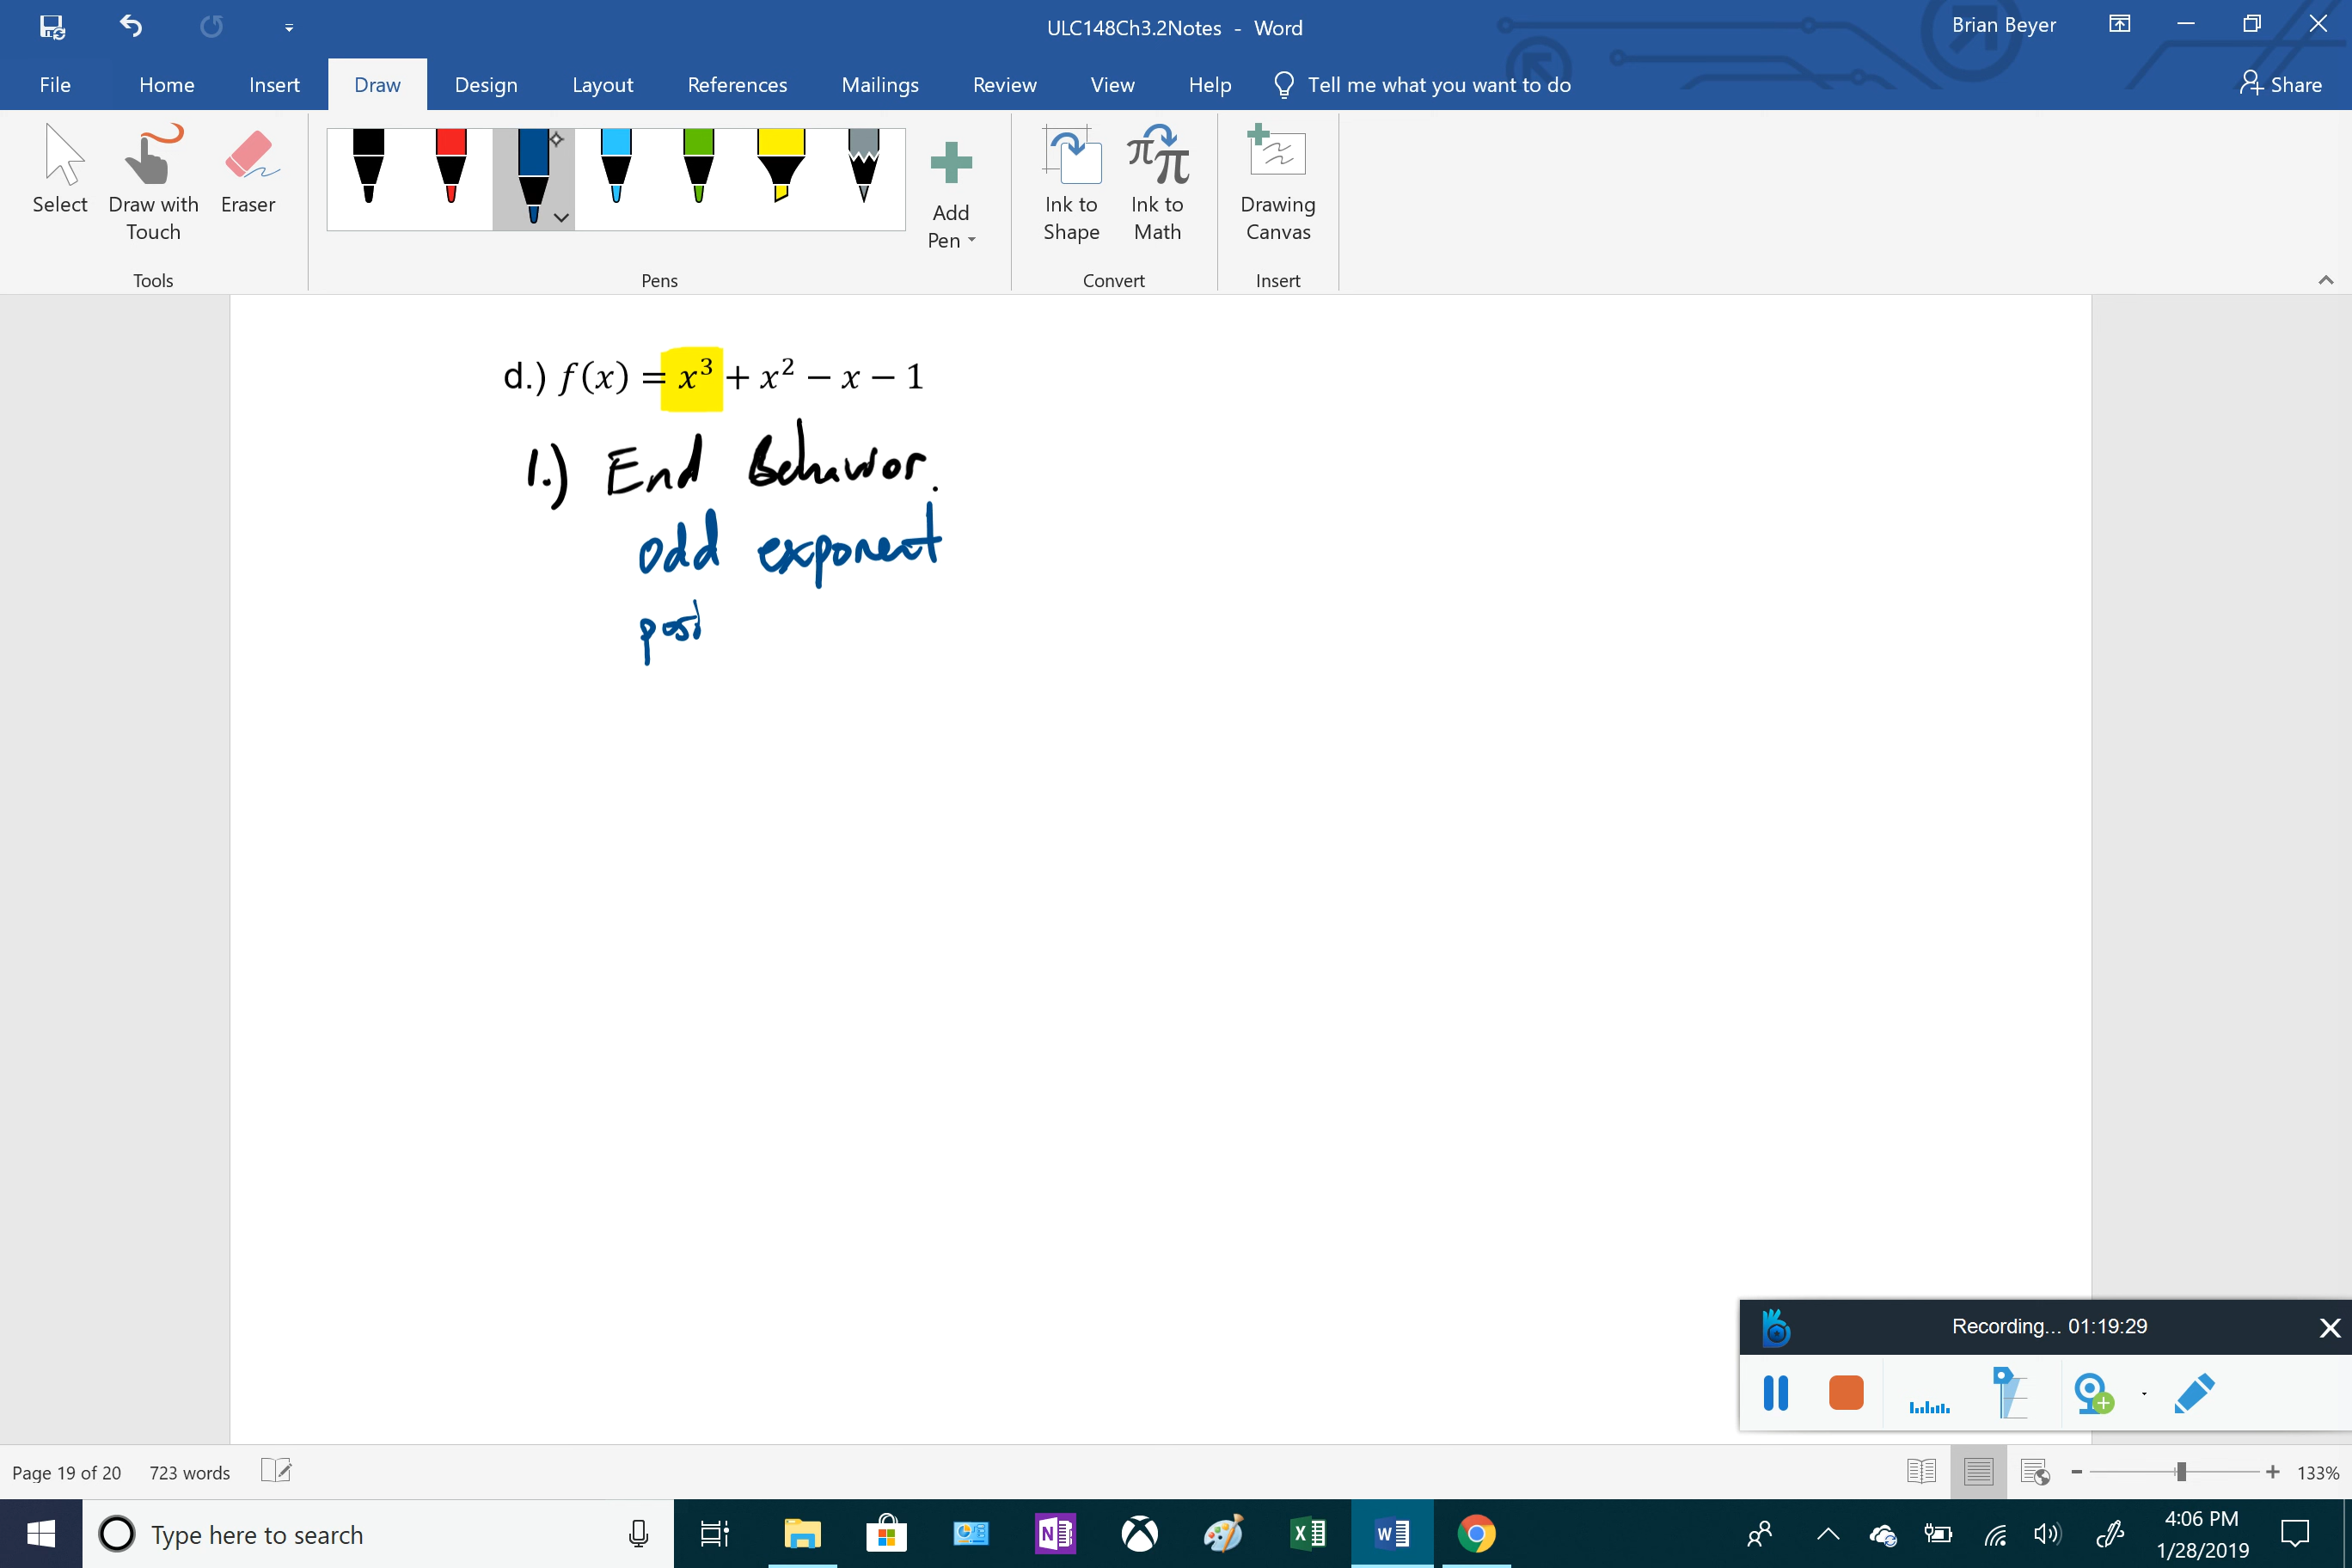 ULC148Ch3.2Notes - Word
Brian Beyer
File Home Insert Draw Design Layout References Mailings Review View Help Tell me what you want to do Share
Select Draw with Touch Eraser Add Pen Ink to Shape Ink to Math Drawing Canvas
Tools Pens Convert Insert
d.) f(x) = x³ + x² − x − 1
1.) End Behavior.
odd exponent
posi
Recording... 01:19:29
Page 19 of 20 723 words 133%
Type here to search
4:06 PM
1/28/2019